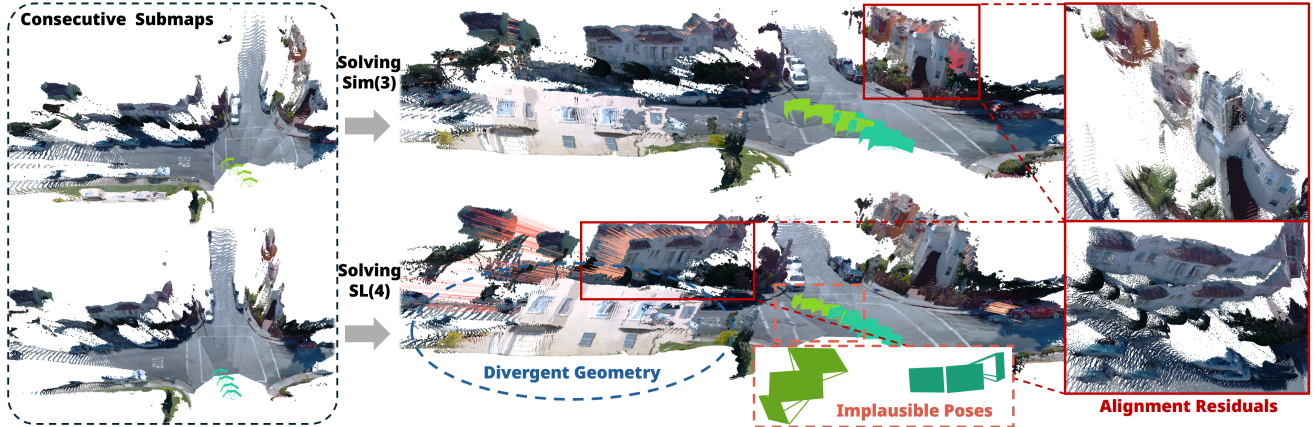 Consecutive Submaps
Solving
Sim(3)
Solving
SL(4)
Divergent Geometry
Implausible Poses
Alignment Residuals